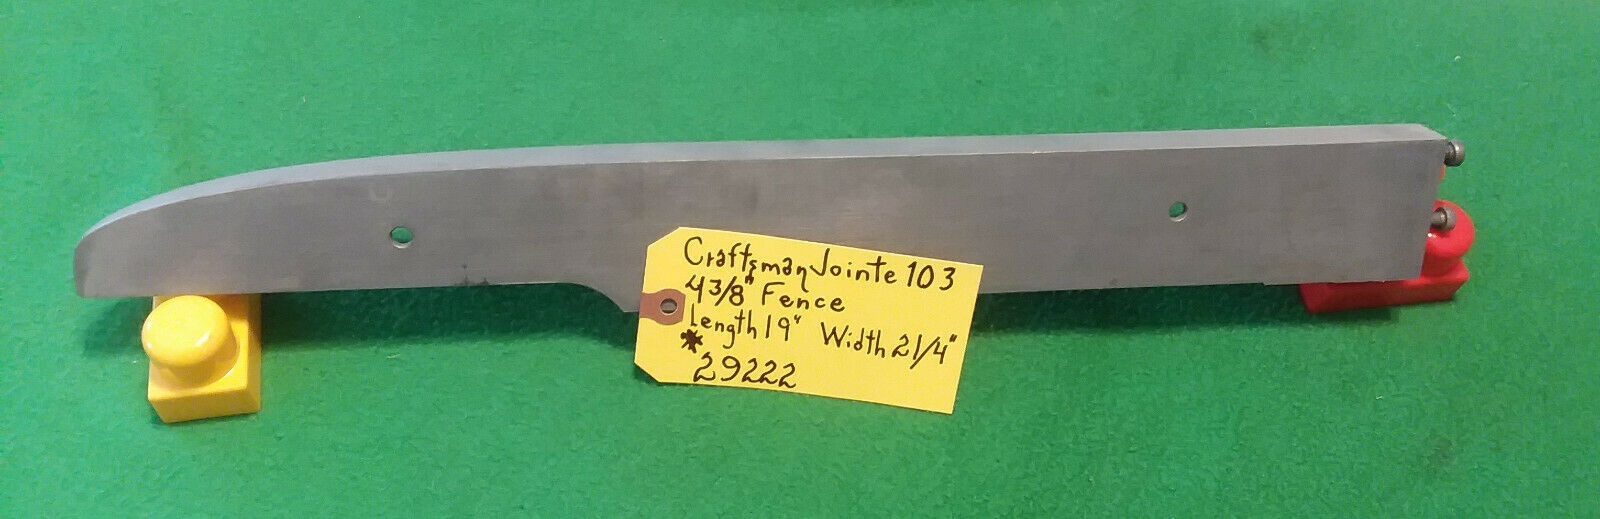 Craftsman Jointe 103
4 3/8" Fence
Length 19" Width 2 1/4"
* 29222